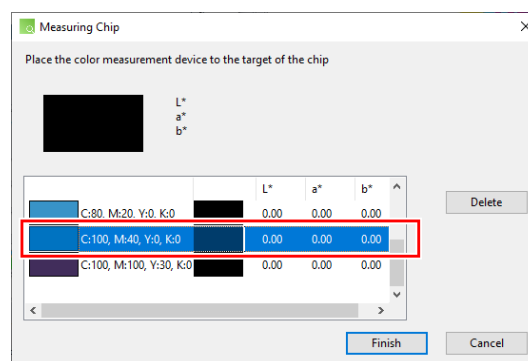 Measuring Chip
Place the color measurement device to the target of the chip
L*
a*
b*
L* a* b*
C:80, M:20, Y:0, K:0 0.00 0.00 0.00
C:100, M:40, Y:0, K:0 0.00 0.00 0.00
C:100, M:100, Y:30, K:0 0.00 0.00 0.00
Delete
Finish Cancel